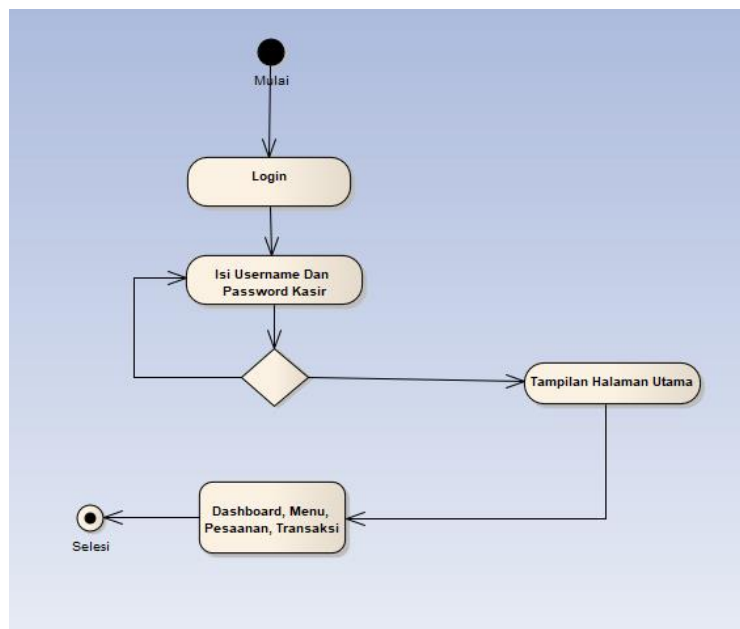 Mulai
Login
Isi Username Dan
Password Kasir
Tampilan Halaman Utama
Dashboard, Menu,
Pesaanan, Transaksi
Selesi